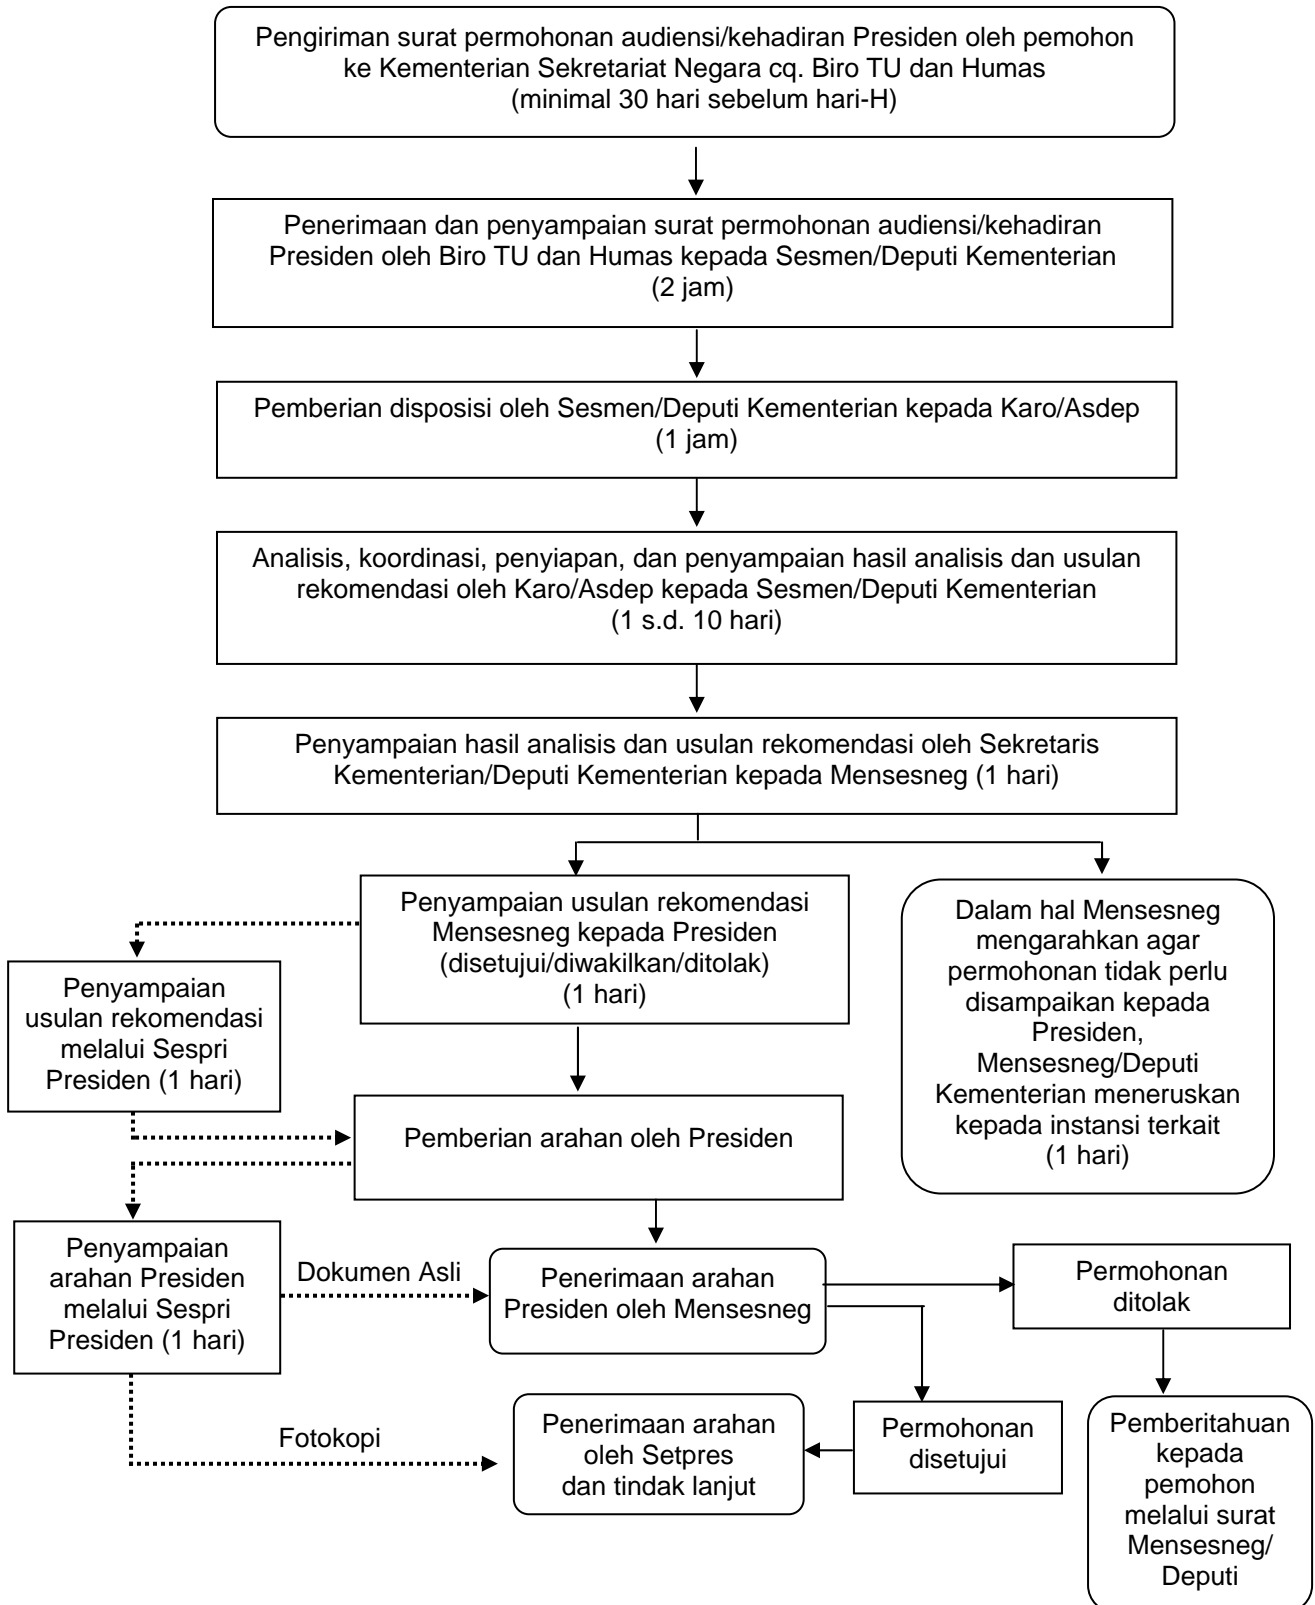 Pengiriman surat permohonan audiensi/kehadiran Presiden oleh pemohon
ke Kementerian Sekretariat Negara cq. Biro TU dan Humas
(minimal 30 hari sebelum hari-H)
Penerimaan dan penyampaian surat permohonan audiensi/kehadiran
Presiden oleh Biro TU dan Humas kepada Sesmen/Deputi Kementerian
(2 jam)
Pemberian disposisi oleh Sesmen/Deputi Kementerian kepada Karo/Asdep
(1 jam)
Analisis, koordinasi, penyiapan, dan penyampaian hasil analisis dan usulan
rekomendasi oleh Karo/Asdep kepada Sesmen/Deputi Kementerian
(1 s.d. 10 hari)
Penyampaian hasil analisis dan usulan rekomendasi oleh Sekretaris
Kementerian/Deputi Kementerian kepada Mensesneg (1 hari)
Penyampaian usulan rekomendasi
Mensesneg kepada Presiden
(disetujui/diwakilkan/ditolak)
(1 hari)
Dalam hal Mensesneg
mengarahkan agar
permohonan tidak perlu
disampaikan kepada
Presiden,
Mensesneg/Deputi
Kementerian meneruskan
kepada instansi terkait
(1 hari)
Penyampaian
usulan rekomendasi
melalui Sespri
Presiden (1 hari)
Pemberian arahan oleh Presiden
Penyampaian
arahan Presiden
melalui Sespri
Presiden (1 hari)
Dokumen Asli
Penerimaan arahan
Presiden oleh Mensesneg
Permohonan
ditolak
Fotokopi
Penerimaan arahan
oleh Setpres
dan tindak lanjut
Permohonan
disetujui
Pemberitahuan
kepada
pemohon
melalui surat
Mensesneg/
Deputi